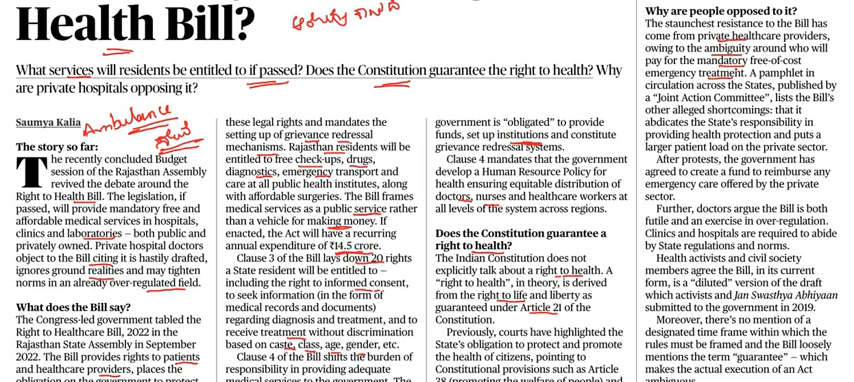 Health Bill?
What services will residents be entitled to if passed? Does the Constitution guarantee the right to health? Why
are private hospitals opposing it?
Saumya Kalia
Ambulance
The story so far:
The recently concluded Budget
session of the Rajasthan Assembly
revived the debate around the
Right to Health Bill. The legislation, if
passed, will provide mandatory free and
affordable medical services in hospitals,
clinics and laboratories – both public and
privately owned. Private hospital doctors
object to the Bill citing it is hastily drafted,
ignores ground realities and may tighten
norms in an already over-regulated field.
What does the Bill say?
The Congress-led government tabled the
Right to Healthcare Bill, 2022 in the
Rajasthan State Assembly in September
2022. The Bill provides rights to patients
and healthcare providers, places the
obligation on the government to protect
these legal rights and mandates the
setting up of grievance redressal
mechanisms. Rajasthan residents will be
entitled to free check-ups, drugs,
diagnostics, emergency transport and
care at all public health institutes, along
with affordable surgeries. The Bill frames
medical services as a public service rather
than a vehicle for making money. If
enacted, the Act will have a recurring
annual expenditure of ₹14.5 crore.
Clause 3 of the Bill lays down 20 rights
a State resident will be entitled to –
including the right to informed consent,
to seek information (in the form of
medical records and documents)
regarding diagnosis and treatment, and to
receive treatment without discrimination
based on caste, class, age, gender, etc.
Clause 4 of the Bill shifts the burden of
responsibility in providing adequate
medical services to the government. The
government is "obligated" to provide
funds, set up institutions and constitute
grievance redressal systems.
Clause 4 mandates that the government
develop a Human Resource Policy for
health ensuring equitable distribution of
doctors, nurses and healthcare workers at
all levels of the system across regions.
Does the Constitution guarantee a
right to health?
The Indian Constitution does not
explicitly talk about a right to health. A
"right to health", in theory, is derived
from the right to life and liberty as
guaranteed under Article 21 of the
Constitution.
Previously, courts have highlighted the
State's obligation to protect and promote
the health of citizens, pointing to
Constitutional provisions such as Article
38 (promoting the welfare of people) and
Why are people opposed to it?
The staunchest resistance to the Bill has
come from private healthcare providers,
owing to the ambiguity around who will
pay for the mandatory free-of-cost
emergency treatment. A pamphlet in
circulation across the States, published by
a "Joint Action Committee", lists the Bill's
other alleged shortcomings: that it
abdicates the State's responsibility in
providing health protection and puts a
larger patient load on the private sector.
After protests, the government has
agreed to create a fund to reimburse any
emergency care offered by the private
sector.
Further, doctors argue the Bill is both
futile and an exercise in over-regulation.
Clinics and hospitals are required to abide
by State regulations and norms.
Health activists and civil society
members agree the Bill, in its current
form, is a "diluted" version of the draft
which activists and Jan Swasthya Abhiyaan
submitted to the government in 2019.
Moreover, there's no mention of a
designated time frame within which the
rules must be framed and the Bill loosely
mentions the term "guarantee" – which
makes the actual execution of an Act
ambiguous.